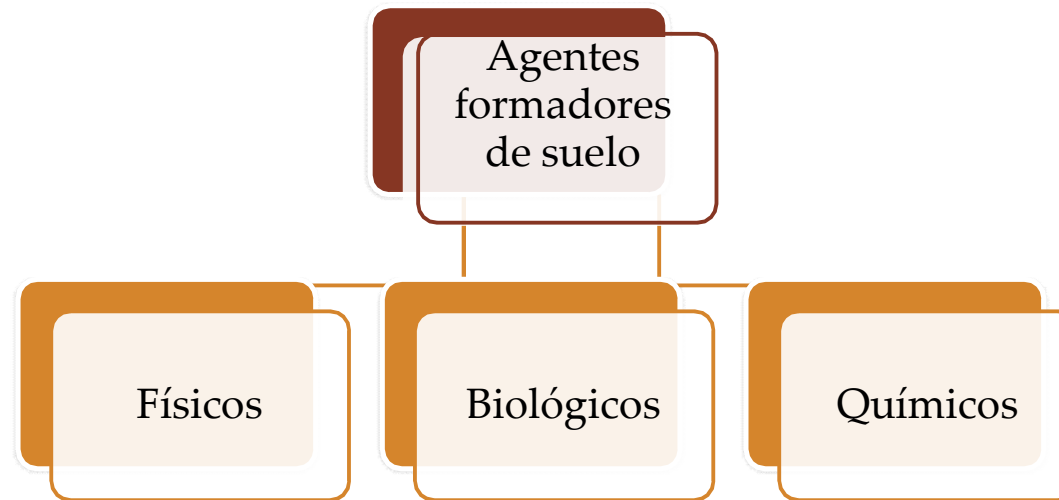 Agentes
formadores
de suelo
Físicos
Biológicos
Químicos